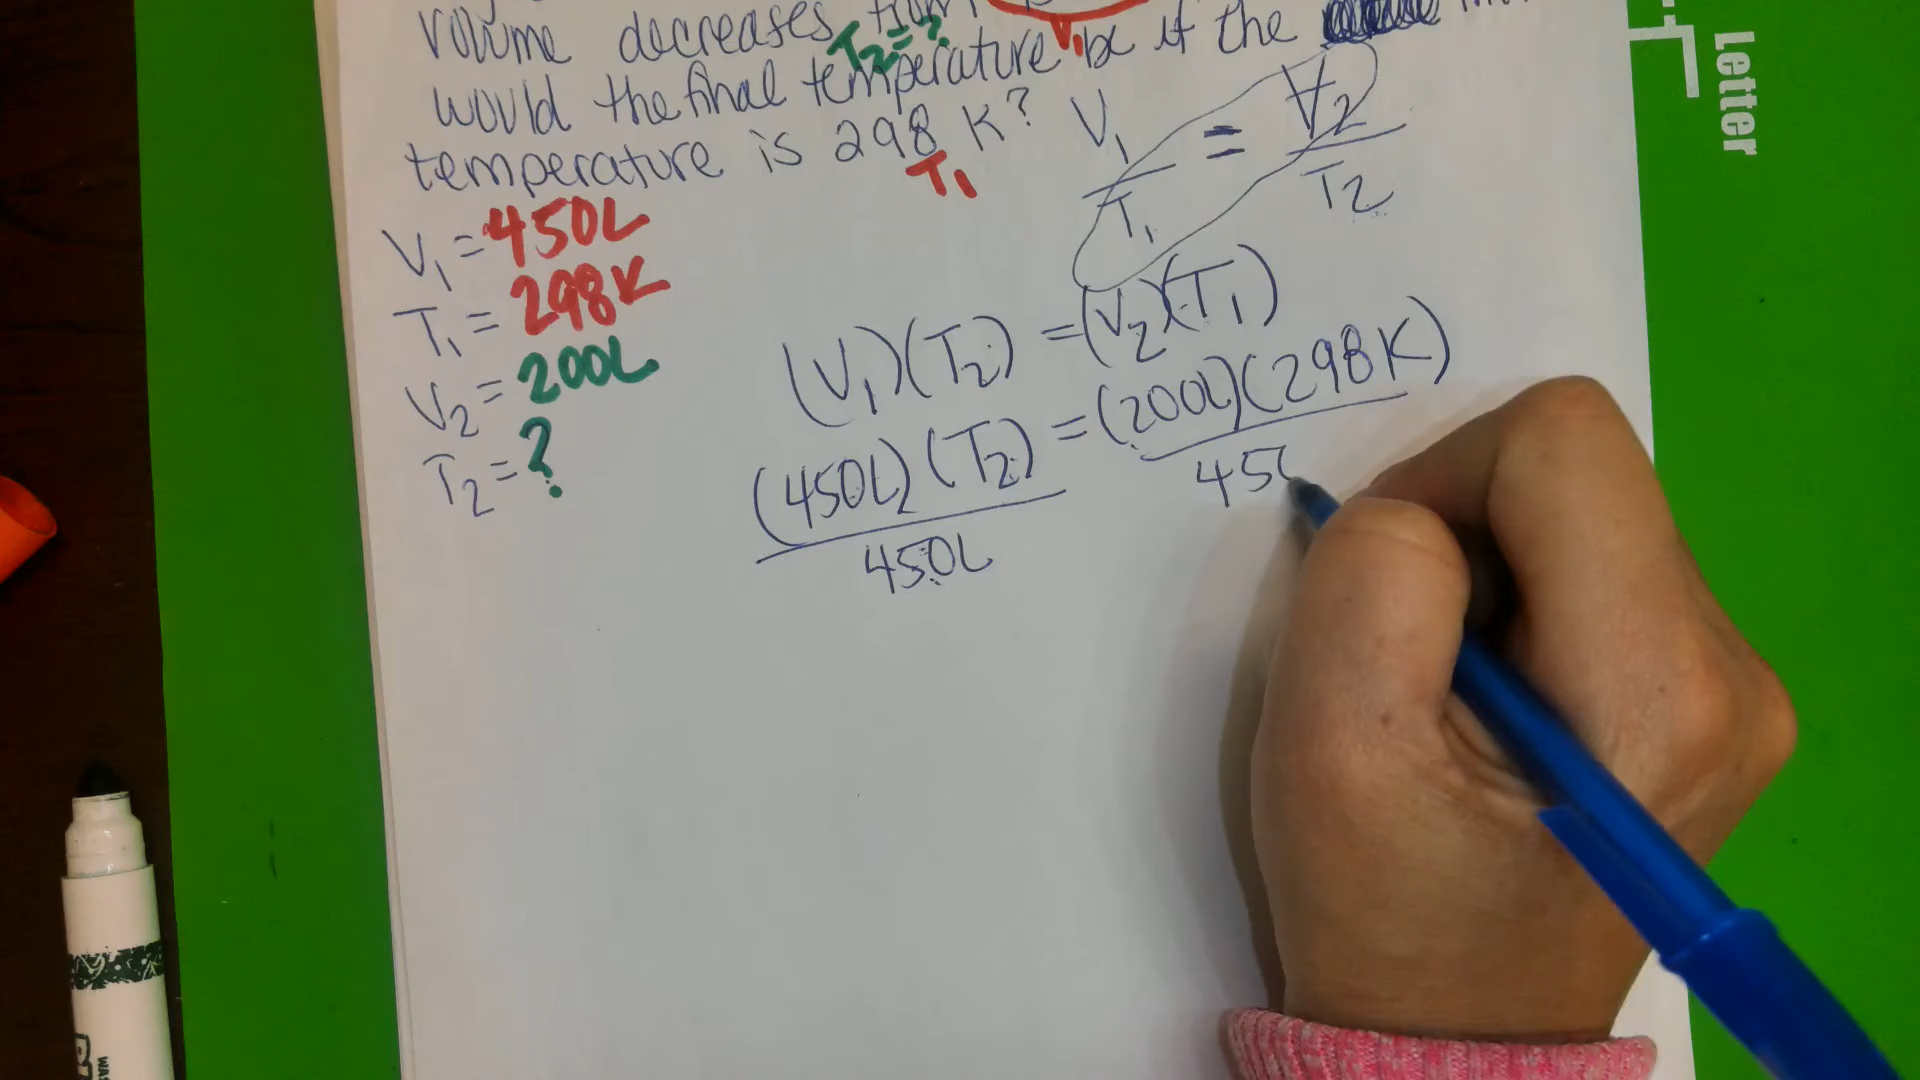 volume decreases from
T2=?
V1
would the final temperature be if the
temperature is 298 K?
T1
V1/T1 = V2/T2
V1 = 450L
T1 = 298K
V2 = 200L
T2 = ?
(V1)(T2) = (V2)(T1)
(450L)(T2) = (200L)(298K)
450L
450
Letter